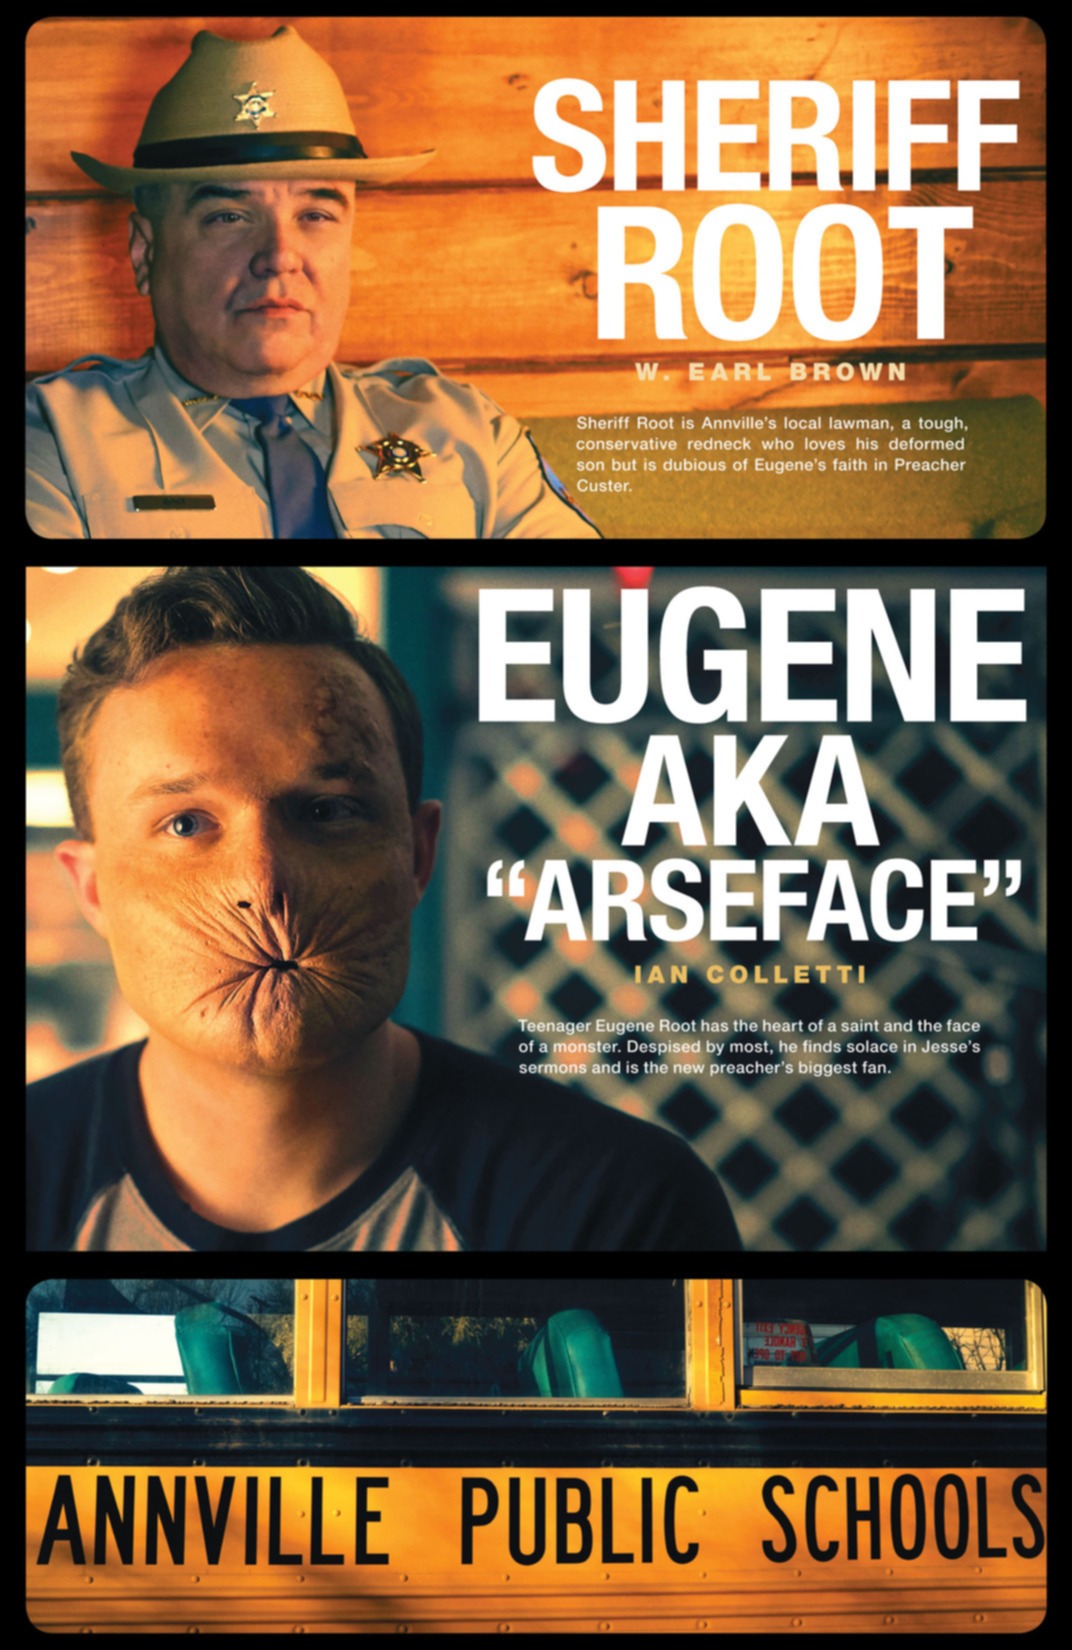 SHERIFF
ROOT
W. EARL BROWN
Sheriff Root is Annville's local lawman, a tough,
conservative redneck who loves his deformed
son but is dubious of Eugene's faith in Preacher
Custer.
EUGENE
AKA
“ARSEFACE”
IAN COLLETTI
Teenager Eugene Root has the heart of a saint and the face
of a monster. Despised by most, he finds solace in Jesse's
sermons and is the new preacher's biggest fan.
ANNVILLE PUBLIC SCHOOLS